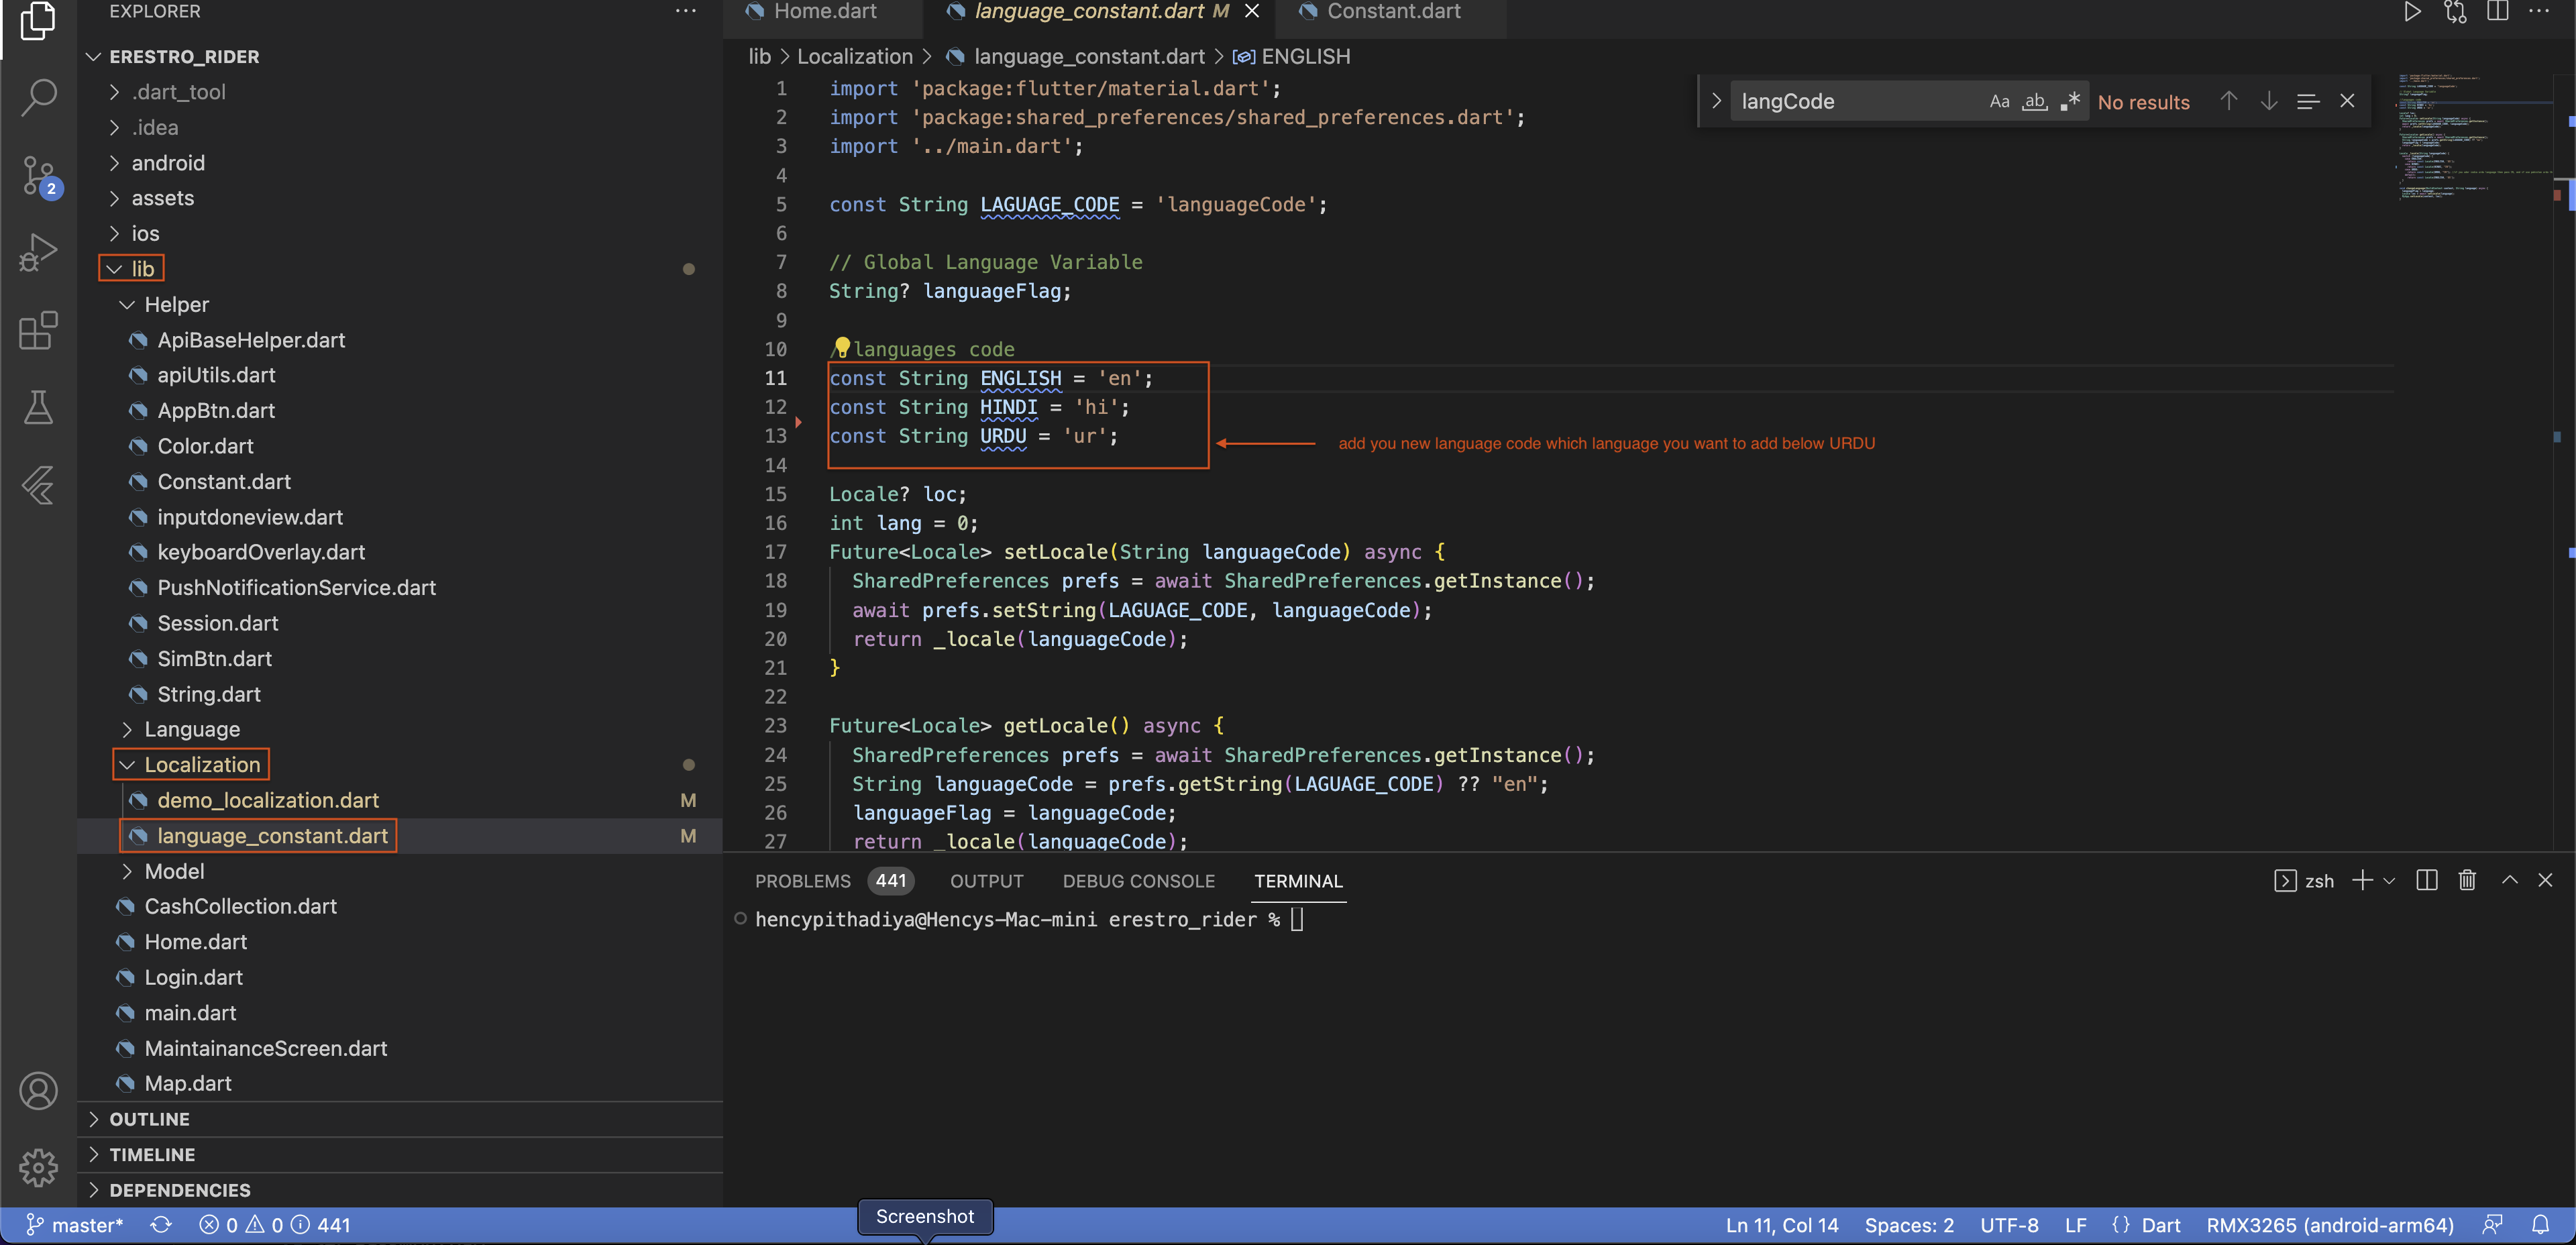 EXPLORER
ERESTRO_RIDER
.dart_tool
.idea
android
assets
ios
lib
Helper
ApiBaseHelper.dart
apiUtils.dart
AppBtn.dart
Color.dart
Constant.dart
inputdoneview.dart
keyboardOverlay.dart
PushNotificationService.dart
Session.dart
SimBtn.dart
String.dart
Language
Localization
demo_localization.dart M
language_constant.dart M
Model
CashCollection.dart
Home.dart
Login.dart
main.dart
MaintainanceScreen.dart
Map.dart
OUTLINE
TIMELINE
DEPENDENCIES
2
Home.dart language_constant.dart M Constant.dart
lib > Localization > language_constant.dart > ENGLISH
langCode Aa ab .* No results
1 import 'package:flutter/material.dart';
2 import 'package:shared_preferences/shared_preferences.dart';
3 import '../main.dart';
4
5 const String LAGUAGE_CODE = 'languageCode';
6
7 // Global Language Variable
8 String? languageFlag;
9
10 /languages code
11 const String ENGLISH = 'en';
12 const String HINDI = 'hi';
13 const String URDU = 'ur';
add you new language code which language you want to add below URDU
14
15 Locale? loc;
16 int lang = 0;
17 Future<Locale> setLocale(String languageCode) async {
18 SharedPreferences prefs = await SharedPreferences.getInstance();
19 await prefs.setString(LAGUAGE_CODE, languageCode);
20 return _locale(languageCode);
21 }
22
23 Future<Locale> getLocale() async {
24 SharedPreferences prefs = await SharedPreferences.getInstance();
25 String languageCode = prefs.getString(LAGUAGE_CODE) ?? "en";
26 languageFlag = languageCode;
27 return _locale(languageCode);
PROBLEMS 441 OUTPUT DEBUG CONSOLE TERMINAL zsh
hencypithadiya@Hencys-Mac-mini erestro_rider %
Screenshot
master* 0 0 441 Ln 11, Col 14 Spaces: 2 UTF-8 LF {} Dart RMX3265 (android-arm64)